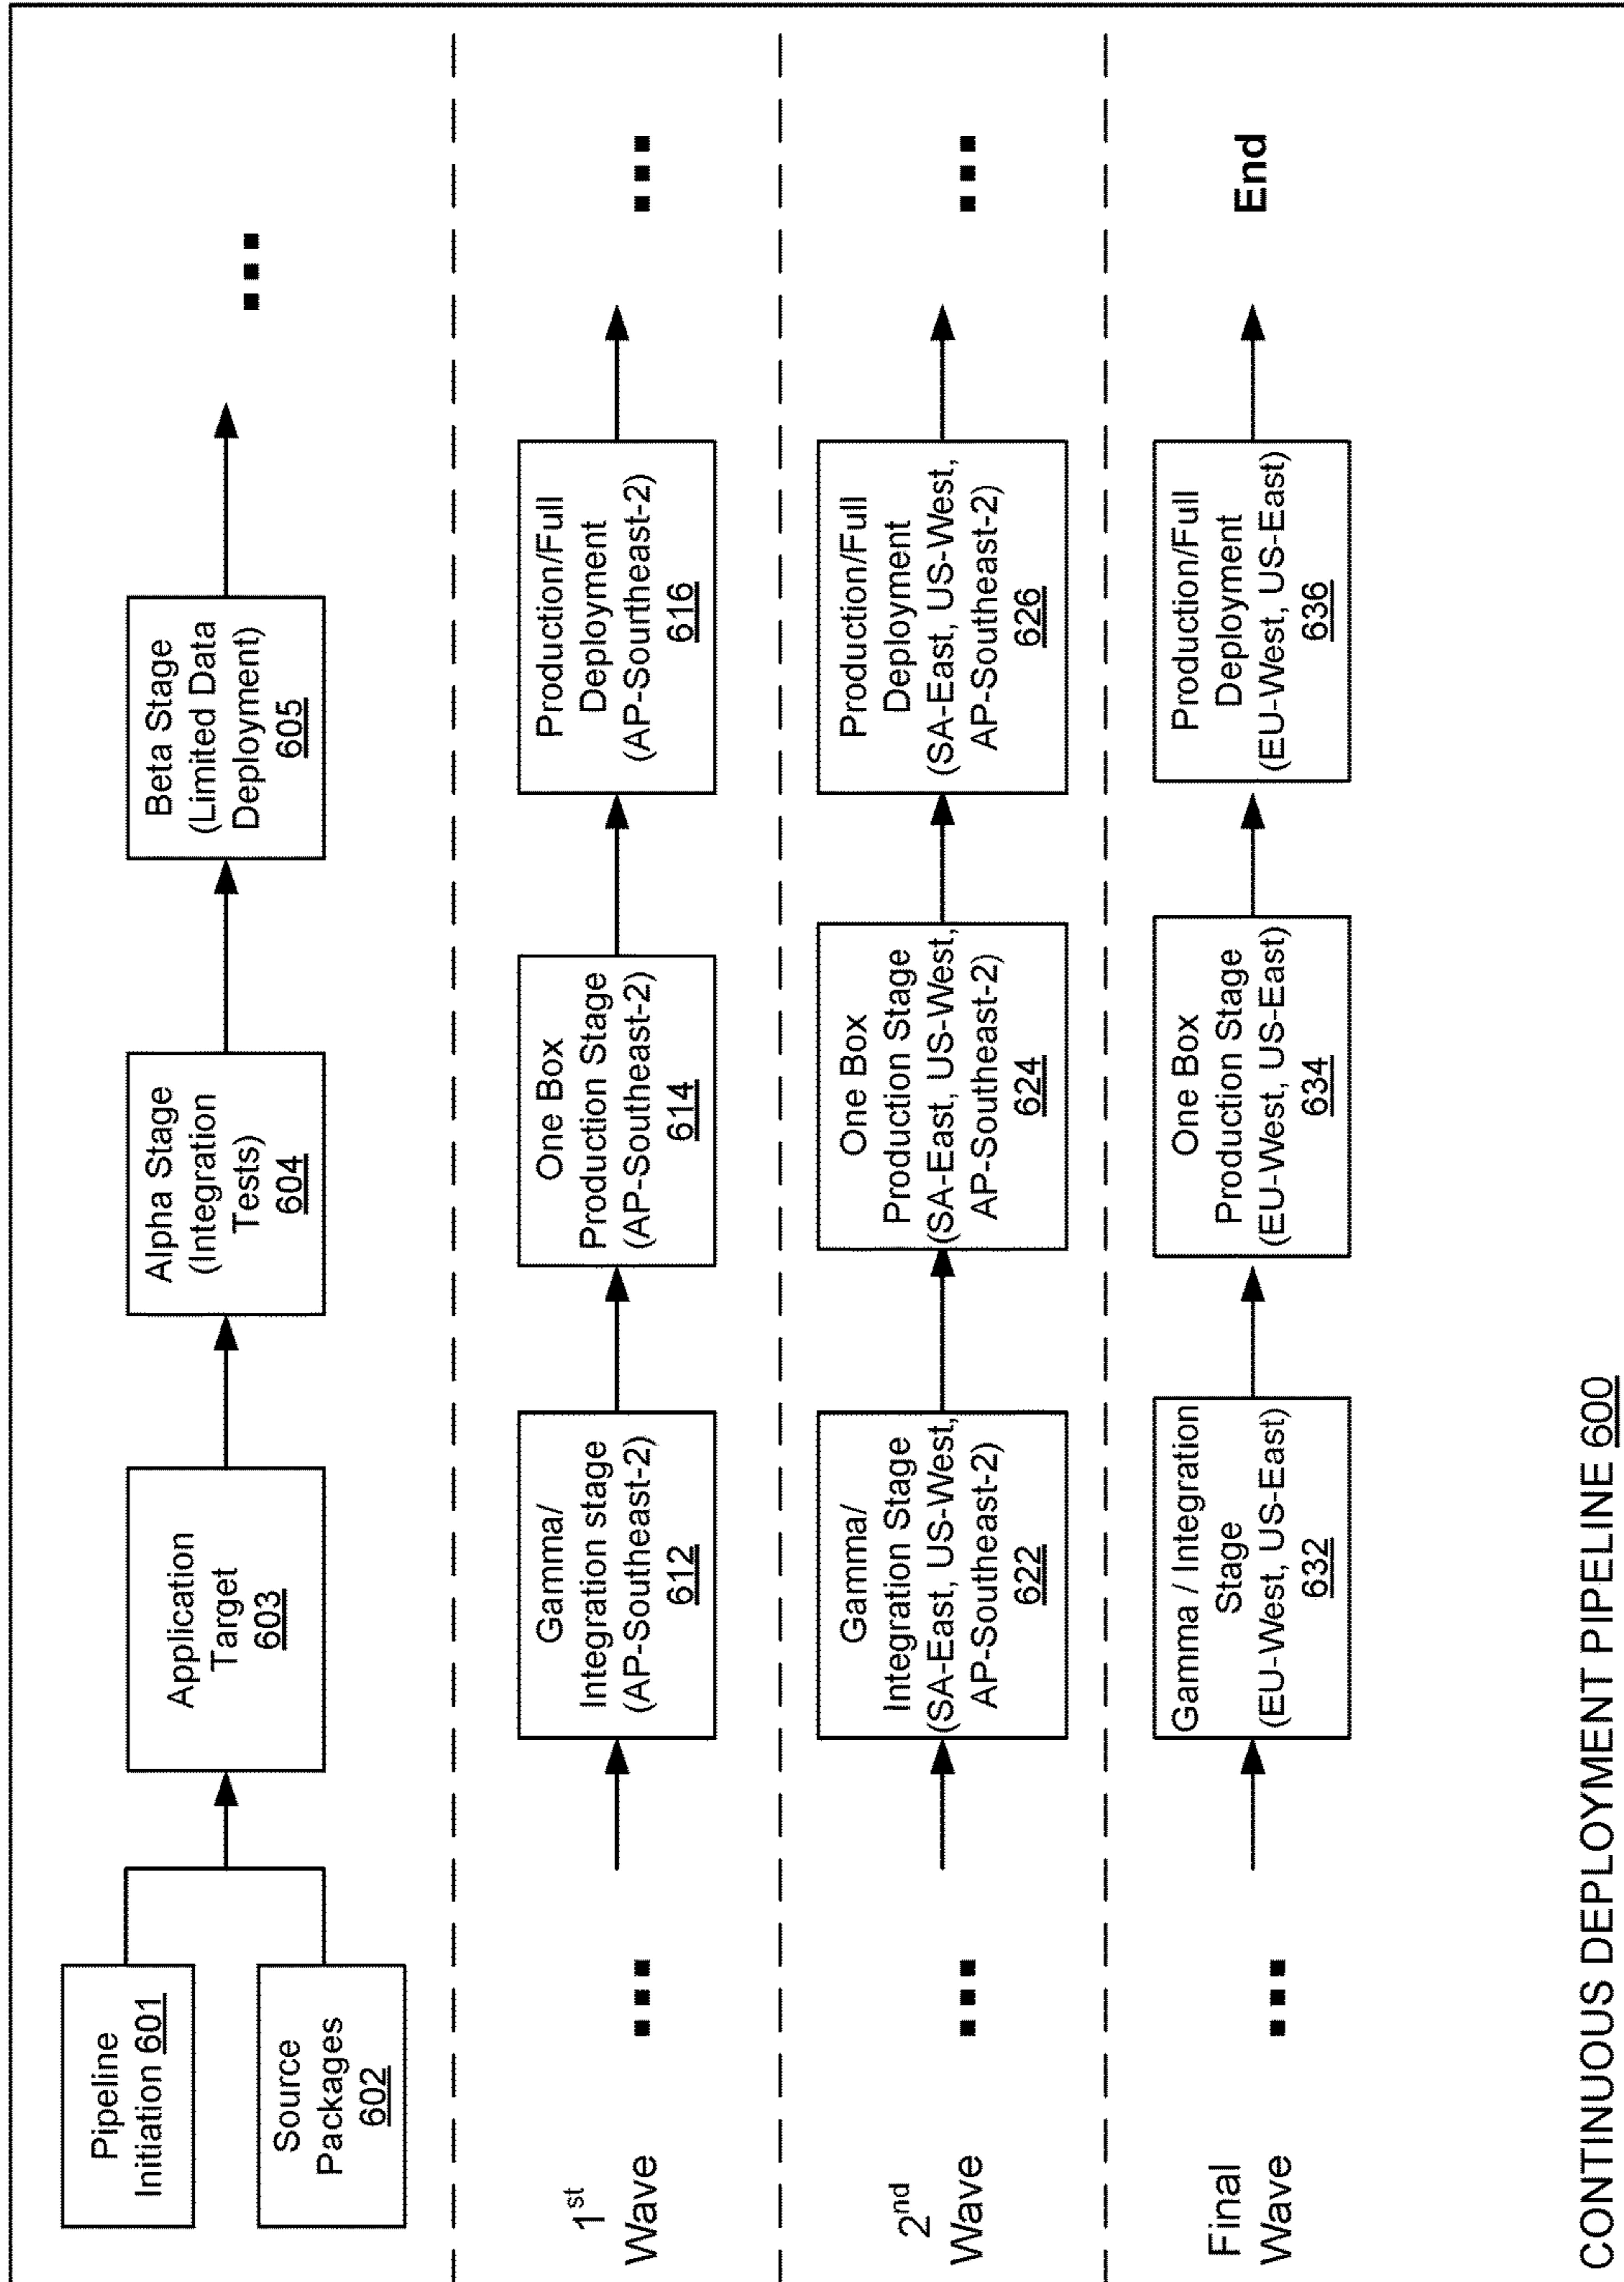 Pipeline
Initiation 601
Source
Packages
602
Application
Target
603
Alpha Stage
(Integration
Tests)
604
Beta Stage
(Limited Data
Deployment)
605
1st
Wave
Gamma/
Integration stage
(AP-Southeast-2)
612
One Box
Production Stage
(AP-Southeast-2)
614
Production/Full
Deployment
(AP-Sourtheast-2)
616
2nd
Wave
Gamma/
Integration Stage
(SA-East, US-West,
AP-Southeast-2)
622
One Box
Production Stage
(SA-East, US-West,
AP-Southeast-2)
624
Production/Full
Deployment
(SA-East, US-West,
AP-Southeast-2)
626
Final
Wave
Gamma / Integration
Stage
(EU-West, US-East)
632
One Box
Production Stage
(EU-West, US-East)
634
Production/Full
Deployment
(EU-West, US-East)
636
End
CONTINUOUS DEPLOYMENT PIPELINE 600